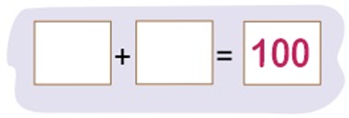 + = 100